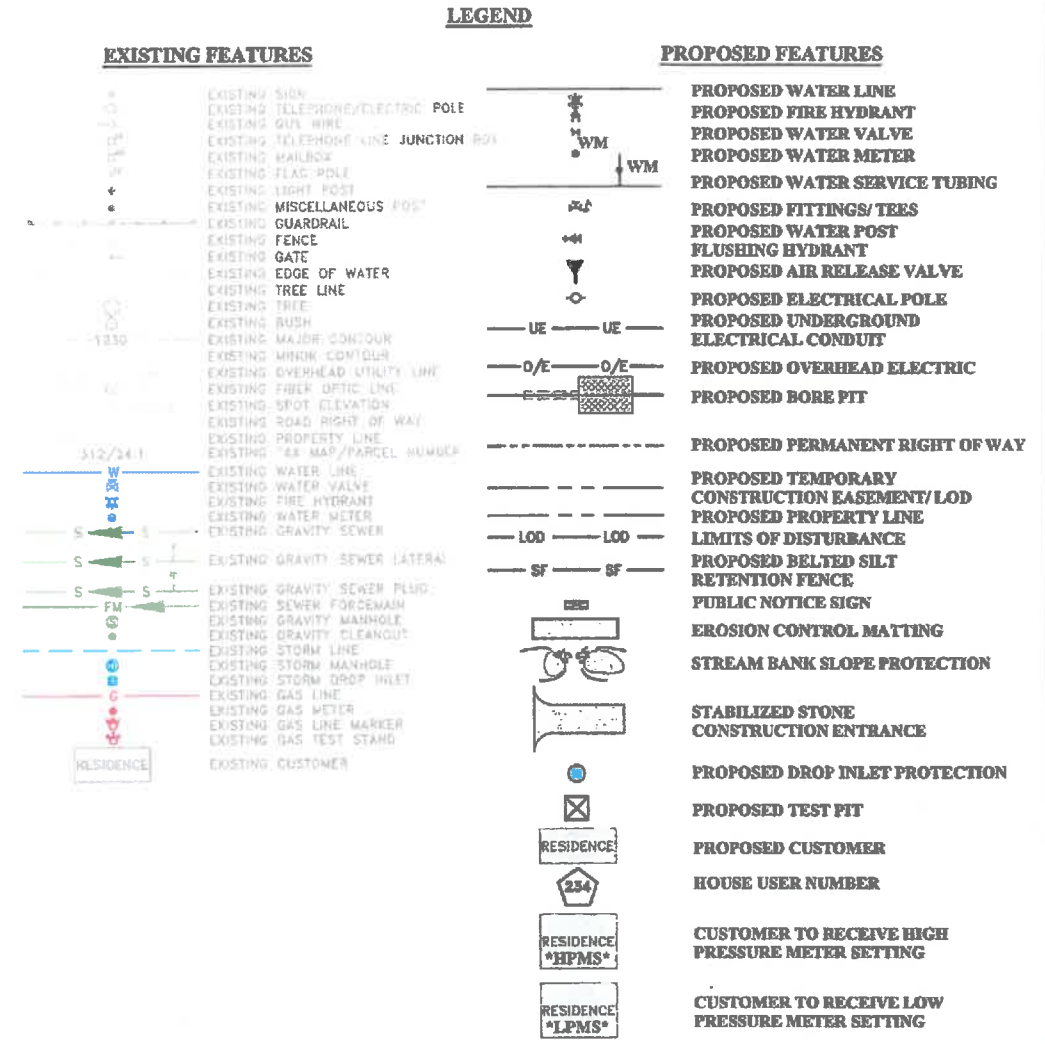 LEGEND
EXISTING FEATURES
EXISTING SIGN
EXISTING TELEPHONE/ELECTRIC POLE
EXISTING GUY WIRE
EXISTING TELEPHONE LINE JUNCTION BOX
EXISTING MAILBOX
EXISTING FLAG POLE
EXISTING LIGHT POST
EXISTING MISCELLANEOUS POST
EXISTING GUARDRAIL
EXISTING FENCE
EXISTING GATE
EXISTING EDGE OF WATER
EXISTING TREE LINE
EXISTING TREE
EXISTING BUSH
1230 EXISTING MAJOR CONTOUR
EXISTING MINOR CONTOUR
EXISTING OVERHEAD UTILITY LINE
EXISTING FIBER OPTIC LINE
EXISTING SPOT ELEVATION
EXISTING ROAD RIGHT OF WAY
EXISTING PROPERTY LINE
312/24.1 EXISTING TAX MAP/PARCEL NUMBER
W EXISTING WATER LINE
EXISTING WATER VALVE
EXISTING FIRE HYDRANT
EXISTING WATER METER
S S EXISTING GRAVITY SEWER
S S EXISTING GRAVITY SEWER LATERAL
S S EXISTING GRAVITY SEWER PLUG
FM EXISTING SEWER FORCEMAIN
S EXISTING GRAVITY MANHOLE
EXISTING GRAVITY CLEANOUT
EXISTING STORM LINE
EXISTING STORM MANHOLE
EXISTING STORM DROP INLET
G EXISTING GAS LINE
EXISTING GAS METER
EXISTING GAS LINE MARKER
EXISTING GAS TEST STAND
RESIDENCE EXISTING CUSTOMER
PROPOSED FEATURES
PROPOSED WATER LINE
PROPOSED FIRE HYDRANT
PROPOSED WATER VALVE
WM PROPOSED WATER METER
WM PROPOSED WATER SERVICE TUBING
PROPOSED FITTINGS/ TEES
PROPOSED WATER POST
FLUSHING HYDRANT
PROPOSED AIR RELEASE VALVE
PROPOSED ELECTRICAL POLE
UE UE PROPOSED UNDERGROUND
ELECTRICAL CONDUIT
O/E O/E PROPOSED OVERHEAD ELECTRIC
PROPOSED BORE PIT
PROPOSED PERMANENT RIGHT OF WAY
PROPOSED TEMPORARY
CONSTRUCTION EASEMENT/ LOD
PROPOSED PROPERTY LINE
LOD LOD LIMITS OF DISTURBANCE
SF SF PROPOSED BELTED SILT
RETENTION FENCE
PUBLIC NOTICE SIGN
EROSION CONTROL MATTING
STREAM BANK SLOPE PROTECTION
STABILIZED STONE
CONSTRUCTION ENTRANCE
PROPOSED DROP INLET PROTECTION
PROPOSED TEST PIT
RESIDENCE PROPOSED CUSTOMER
234 HOUSE USER NUMBER
RESIDENCE CUSTOMER TO RECEIVE HIGH
*HPMS* PRESSURE METER SETTING
RESIDENCE CUSTOMER TO RECEIVE LOW
*LPMS* PRESSURE METER SETTING